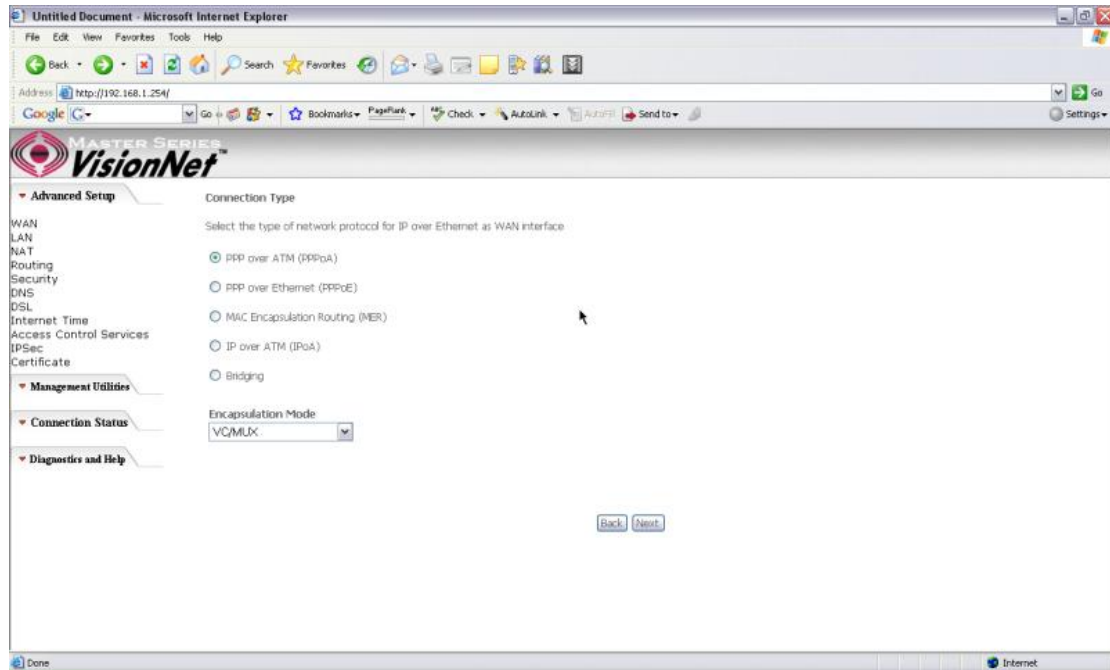 Untitled Document - Microsoft Internet Explorer
File Edit View Favorites Tools Help
Back Search Favorites
Address http://192.168.1.254/ Go
Google G Go Bookmarks PageRank Check AutoLink AutoFill Send to Settings
MASTER SERIES
VisionNet™
Advanced Setup
WAN
LAN
NAT
Routing
Security
DNS
DSL
Internet Time
Access Control Services
IPSec
Certificate
Management Utilities
Connection Status
Diagnostics and Help
Connection Type
Select the type of network protocol for IP over Ethernet as WAN interface
PPP over ATM (PPPoA)
PPP over Ethernet (PPPoE)
MAC Encapsulation Routing (MER)
IP over ATM (IPoA)
Bridging
Encapsulation Mode
VC/MUX
Back Next
Done Internet